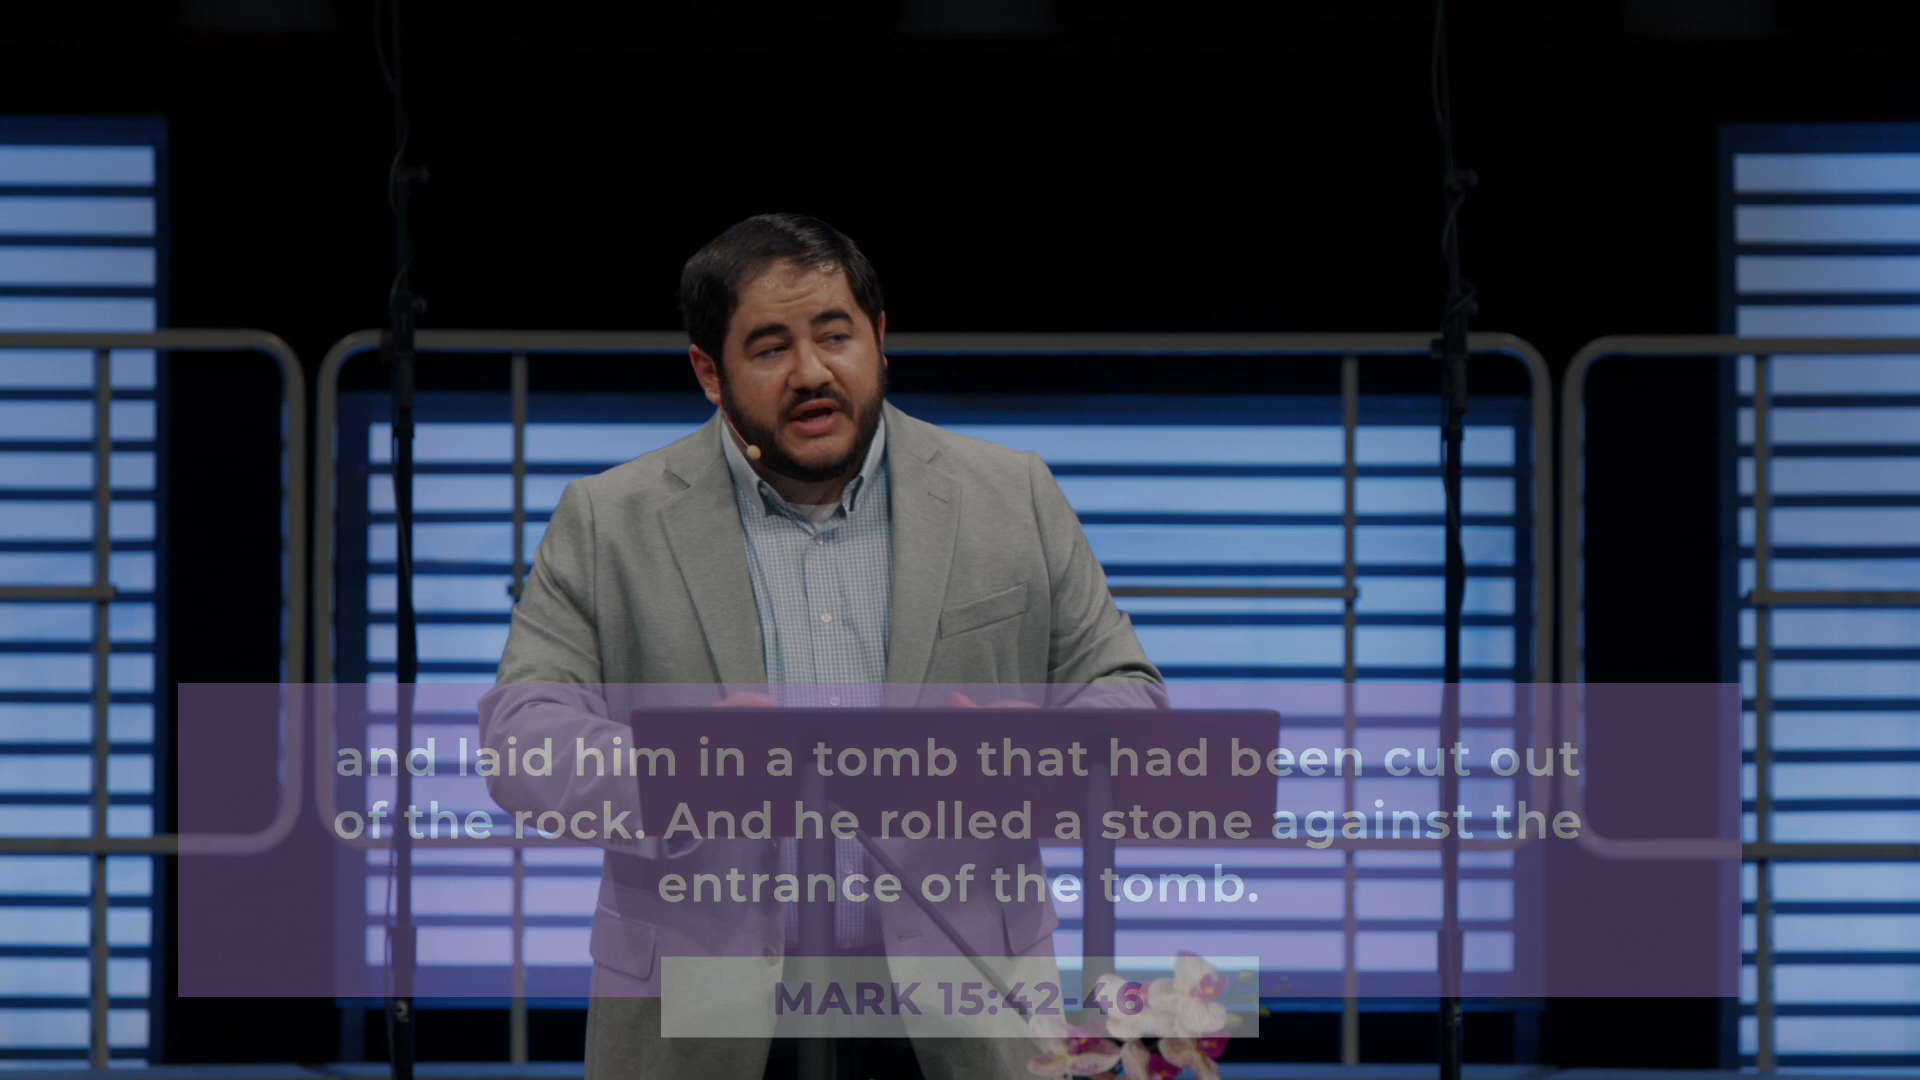 and laid him in a tomb that had been cut out
of the rock. And he rolled a stone against the
entrance of the tomb.
MARK 15:42-46